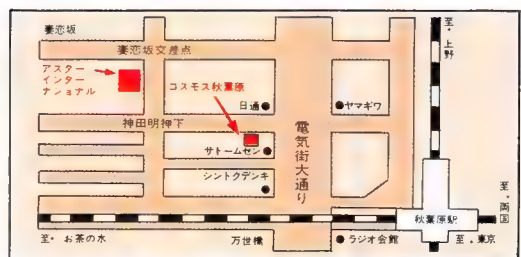 妻恋坂
妻恋坂交差点
アスター
インター
ナショナル
コスモス秋葉原
日通
ヤマギワ
神田明神下
サトームセン
シントクデンキ
電気街大通り
至・上野
至・両国
秋葉原駅
至・お茶の水
万世橋
ラジオ会館
至・東京